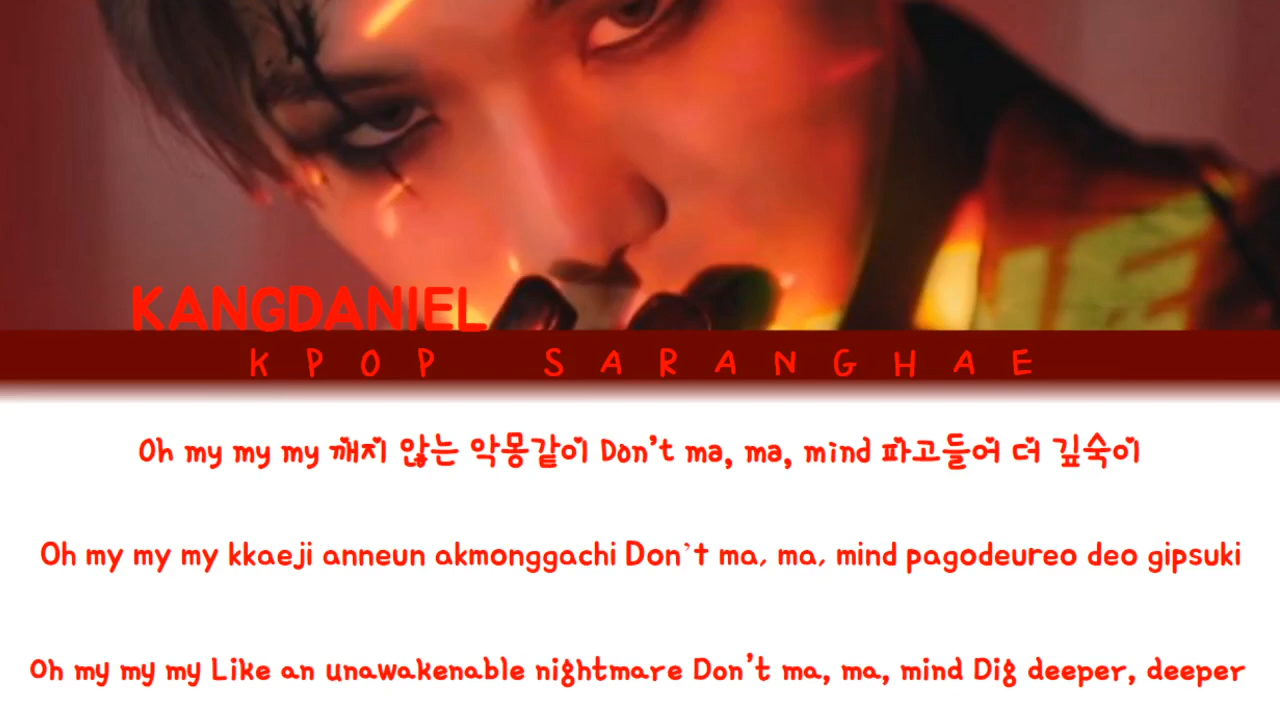 KANGDANIEL
KPOP SARANGHAE
Oh my my my 깨지 않는 악몽같이 Don't ma, ma, mind 파고들어 더 깊숙이
Oh my my my kkaeji anneun akmonggachi Don't ma, ma, mind pagodeureo deo gipsuki
Oh my my my Like an unawakenable nightmare Don't ma, ma, mind Dig deeper, deeper